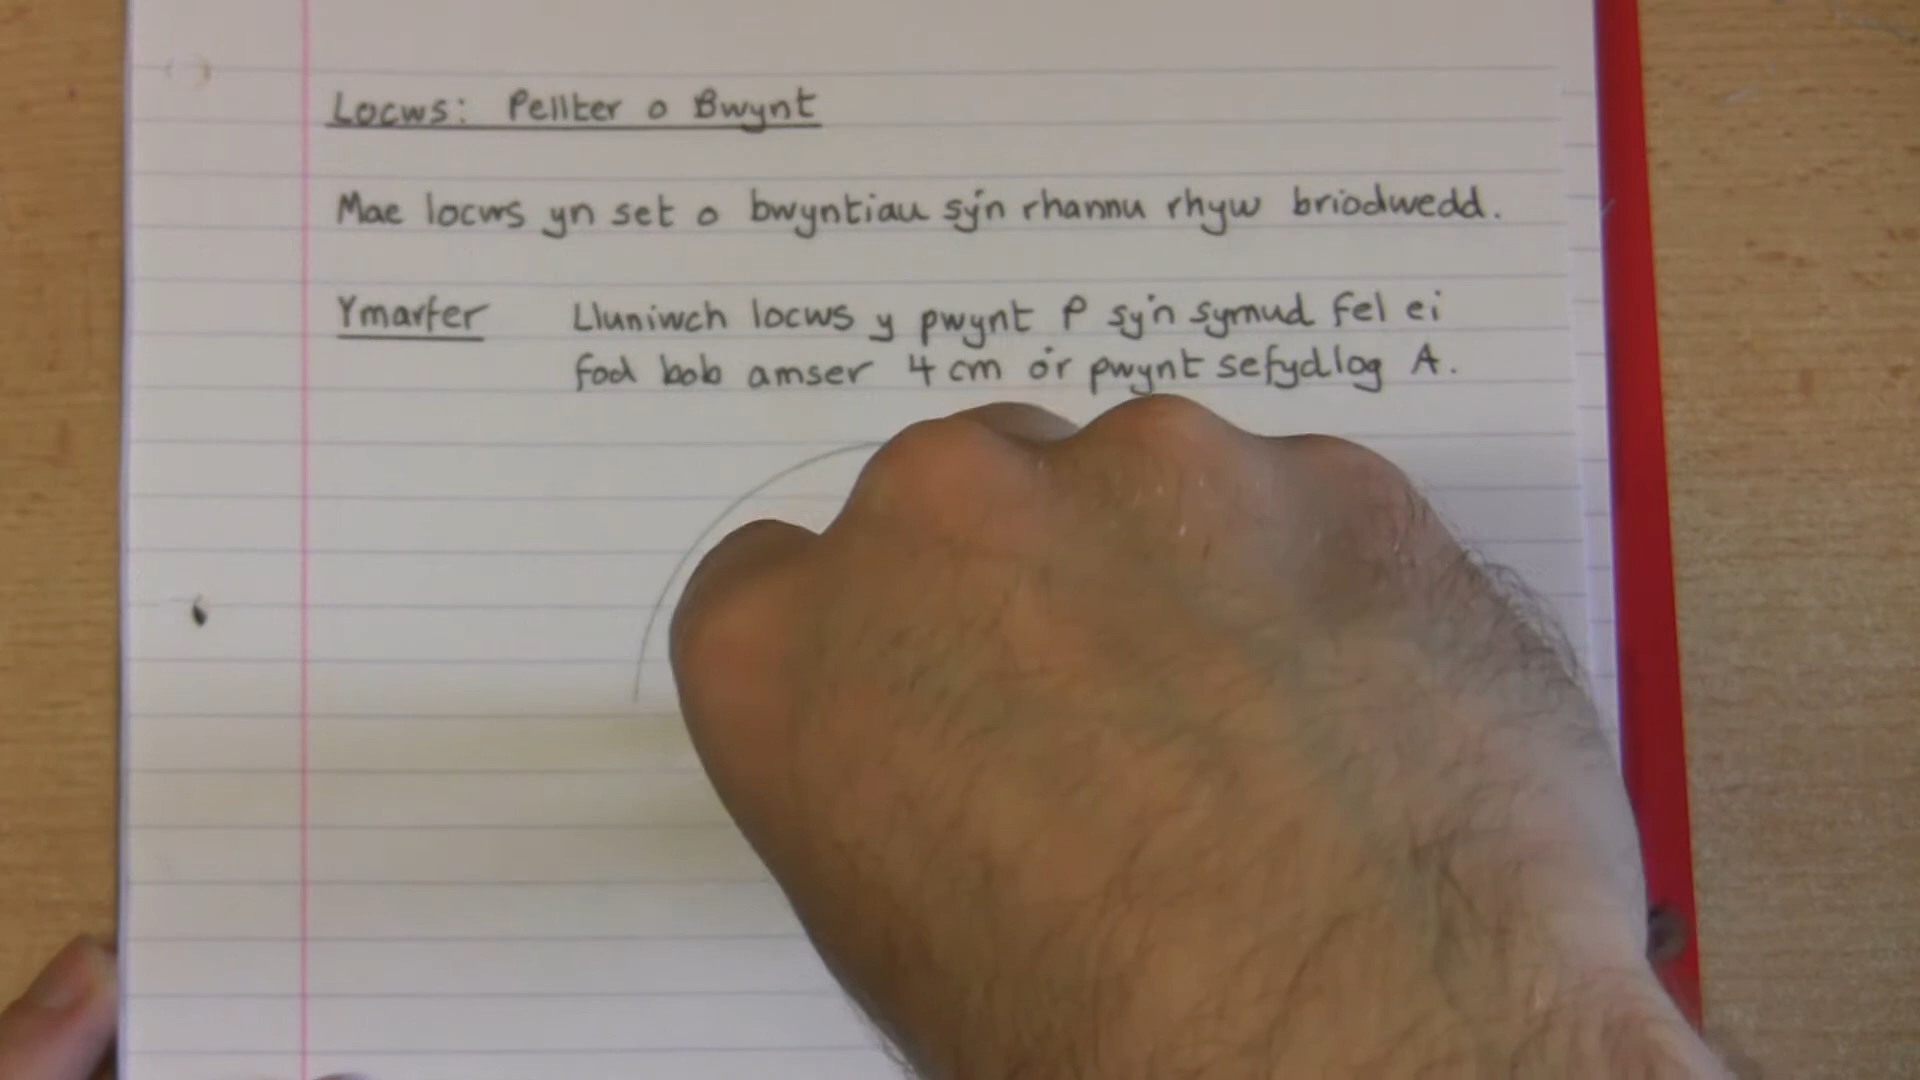 Locws: Pellter o Bwynt
Mae locws yn set o bwyntiau sy'n rhannu rhyw briodwedd.
Ymarfer Lluniwch locws y pwynt P sy'n symud fel ei
fod bob amser 4 cm o'r pwynt sefydlog A.